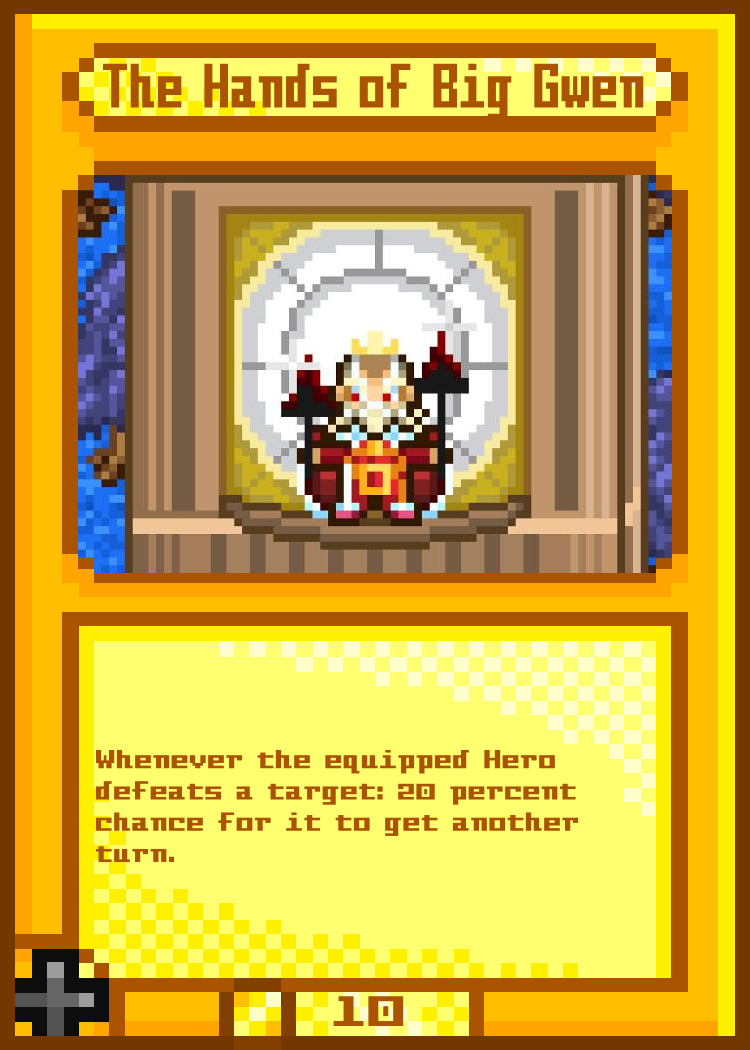 The Hands of Big Gwen
Whenever the equipped Hero
defeats a target: 20 percent
chance for it to get another
turn.
10